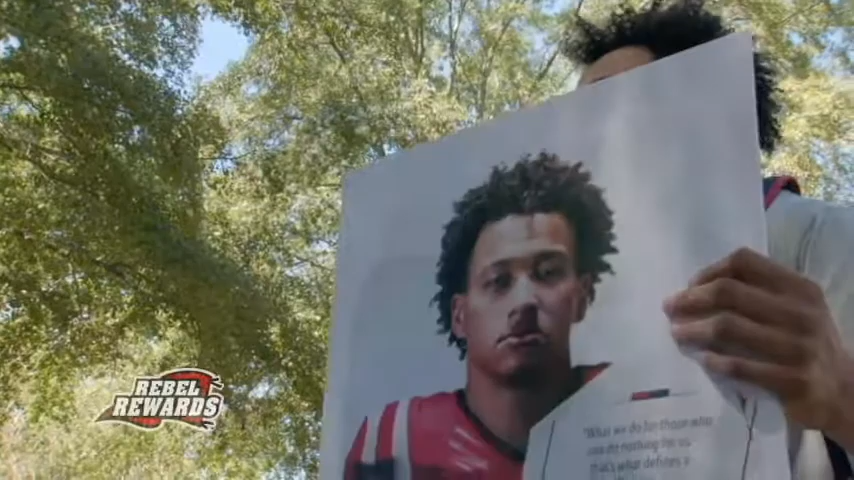 REBEL
REWARDS
"What we do for those who
can do nothing for us
that's what defines a